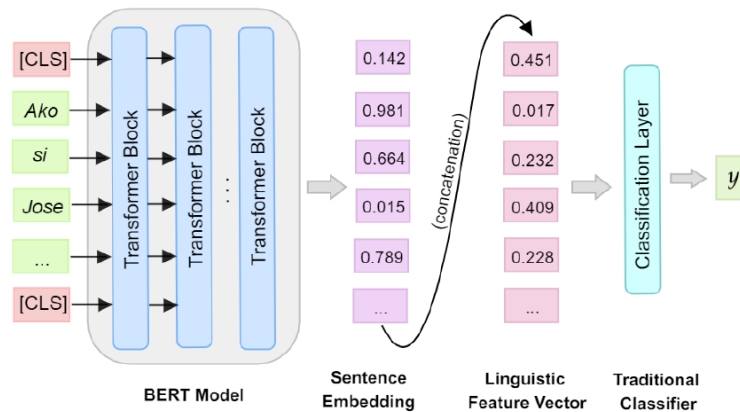 [CLS]
Ako
si
Jose
...
[CLS]
Transformer Block
Transformer Block
...
Transformer Block
BERT Model
0.142
0.981
0.664
0.015
0.789
...
Sentence
Embedding
(concatenation)
0.451
0.017
0.232
0.409
0.228
...
Linguistic
Feature Vector
Classification Layer
Traditional
Classifier
y